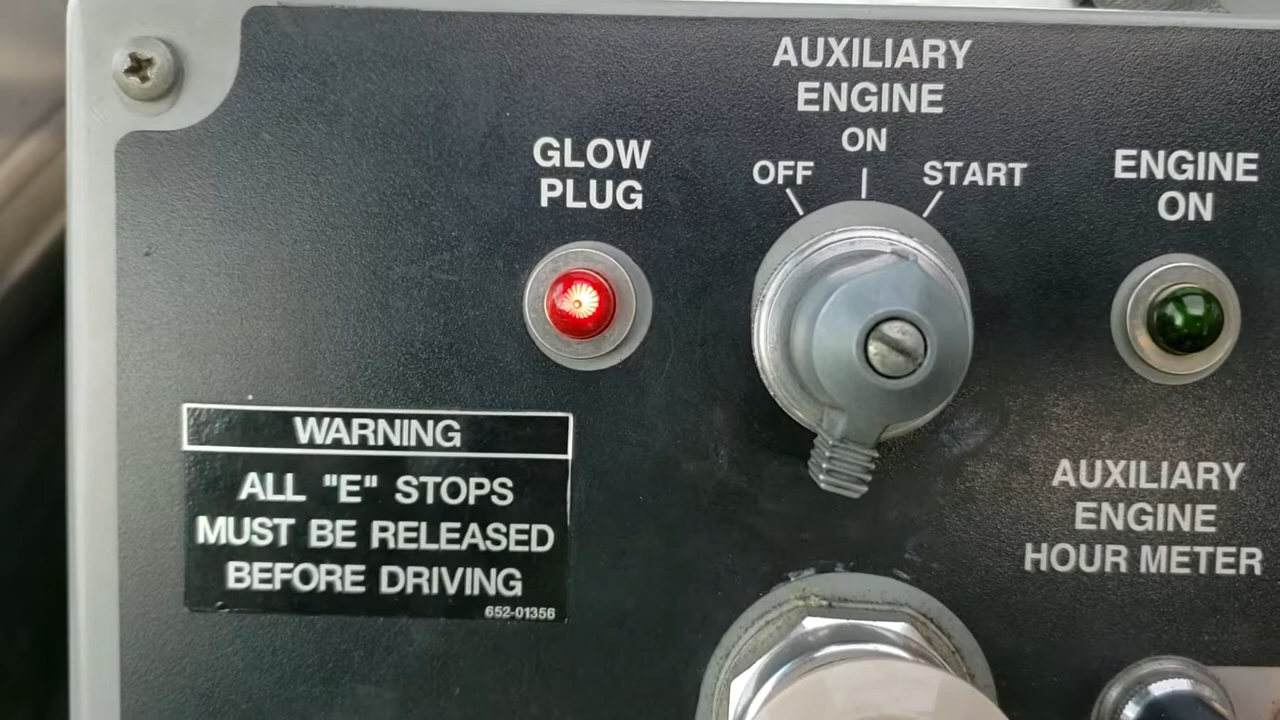 AUXILIARY
ENGINE
ON
OFF
START
GLOW
PLUG
ENGINE
ON
WARNING
ALL "E" STOPS
MUST BE RELEASED
BEFORE DRIVING
652-01356
AUXILIARY
ENGINE
HOUR METER